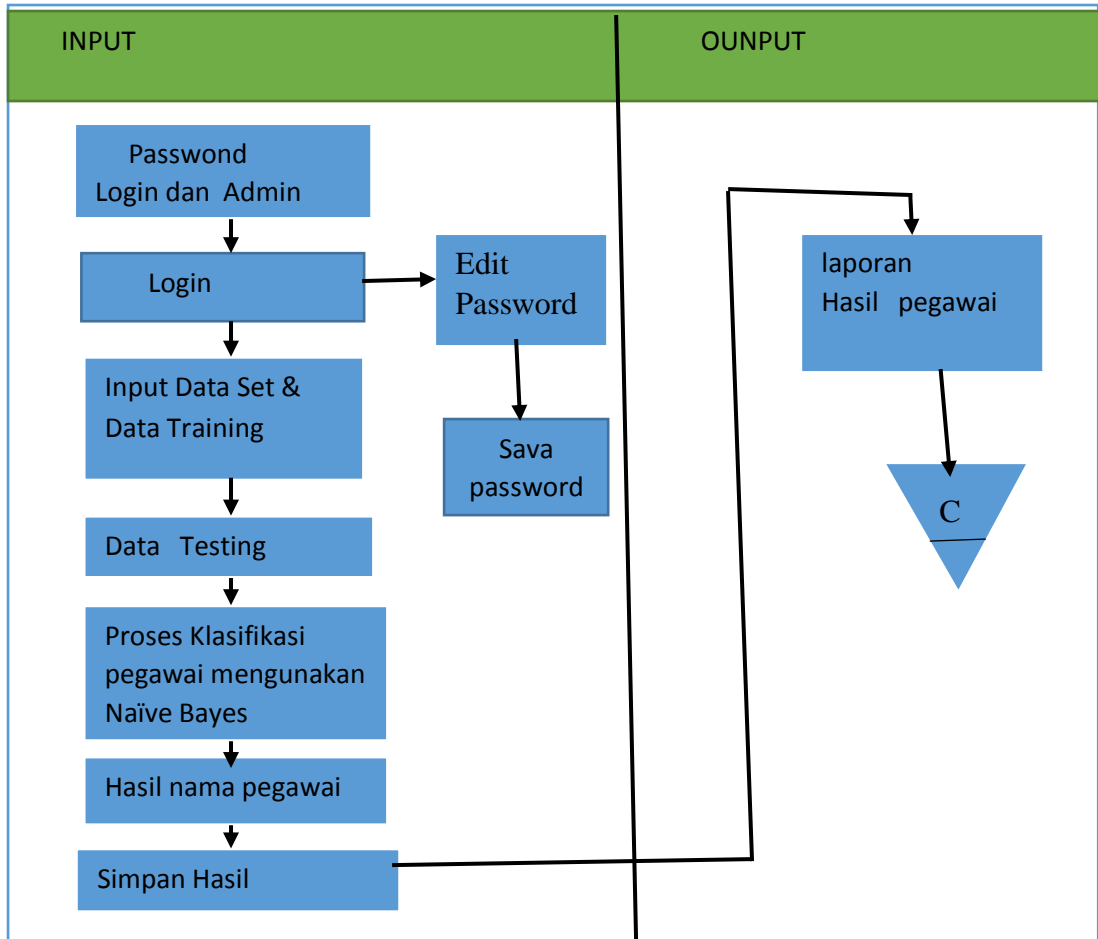 INPUT
OUNPUT
Passwond
Login dan Admin
Login
Edit
Password
Sava
password
Input Data Set &
Data Training
Data Testing
Proses Klasifikasi
pegawai mengunakan
Naïve Bayes
Hasil nama pegawai
Simpan Hasil
laporan
Hasil pegawai
C